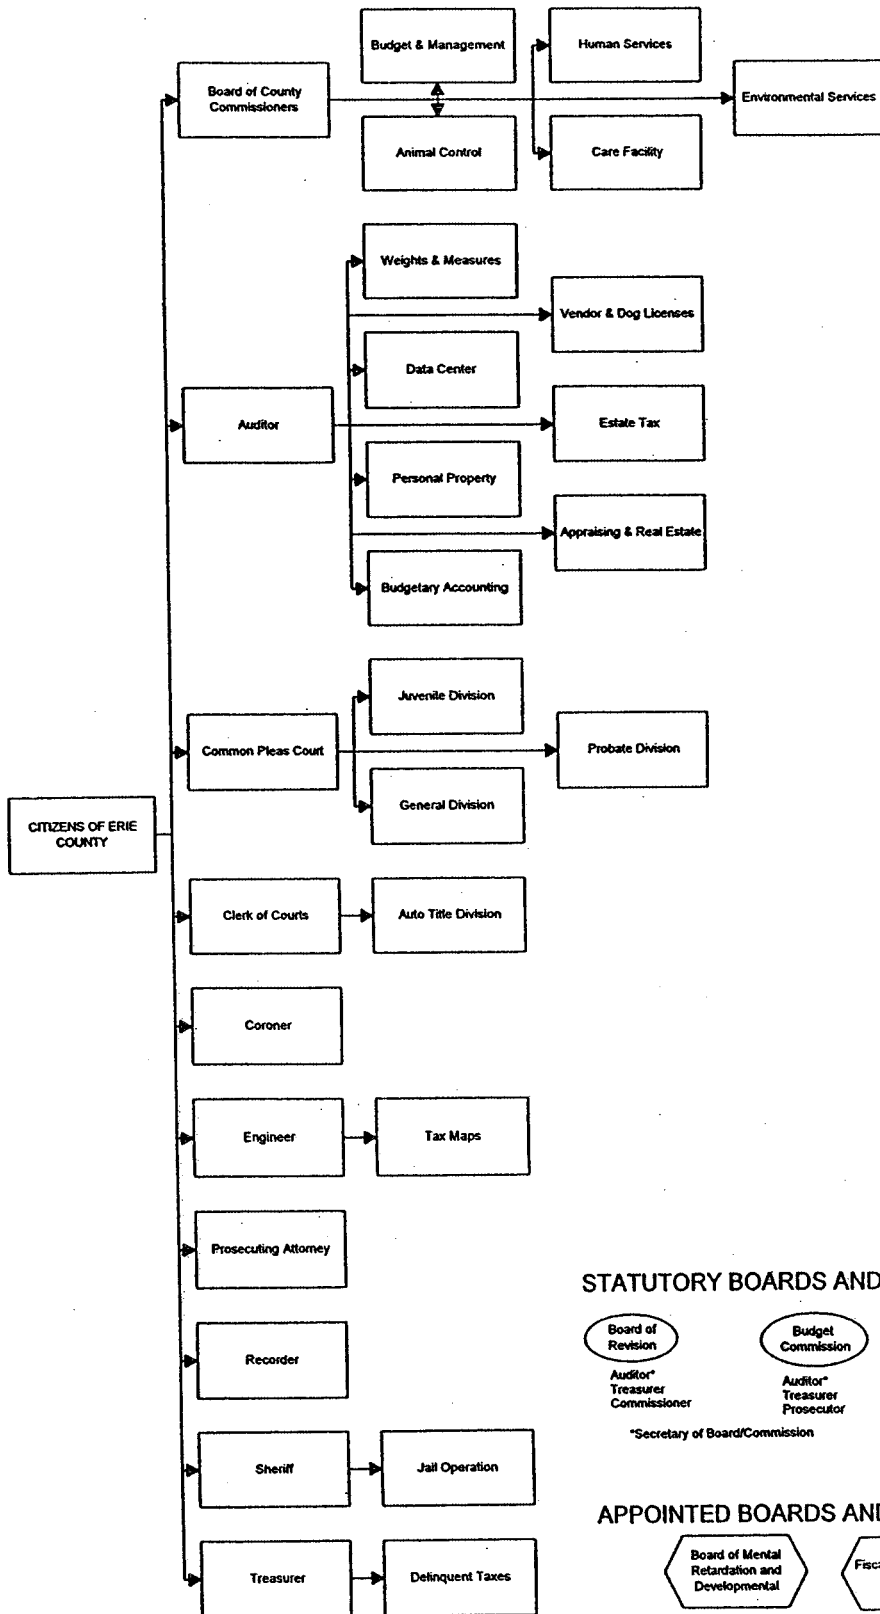 Budget & Management
Human Services
Board of County
Commissioners
Environmental Services
Animal Control
Care Facility
Weights & Measures
Vendor & Dog Licenses
Data Center
Auditor
Estate Tax
Personal Property
Appraising & Real Estate
Budgetary Accounting
Juvenile Division
Common Pleas Court
Probate Division
General Division
CITIZENS OF ERIE
COUNTY
Clerk of Courts
Auto Title Division
Coroner
Engineer
Tax Maps
Prosecuting Attorney
Recorder
Sheriff
Jail Operation
Treasurer
Delinquent Taxes
STATUTORY BOARDS AND
Board of
Revision
Auditor*
Treasurer
Commissioner
Budget
Commission
Auditor*
Treasurer
Prosecutor
*Secretary of Board/Commission
APPOINTED BOARDS AND
Board of Mental
Retardation and
Developmental